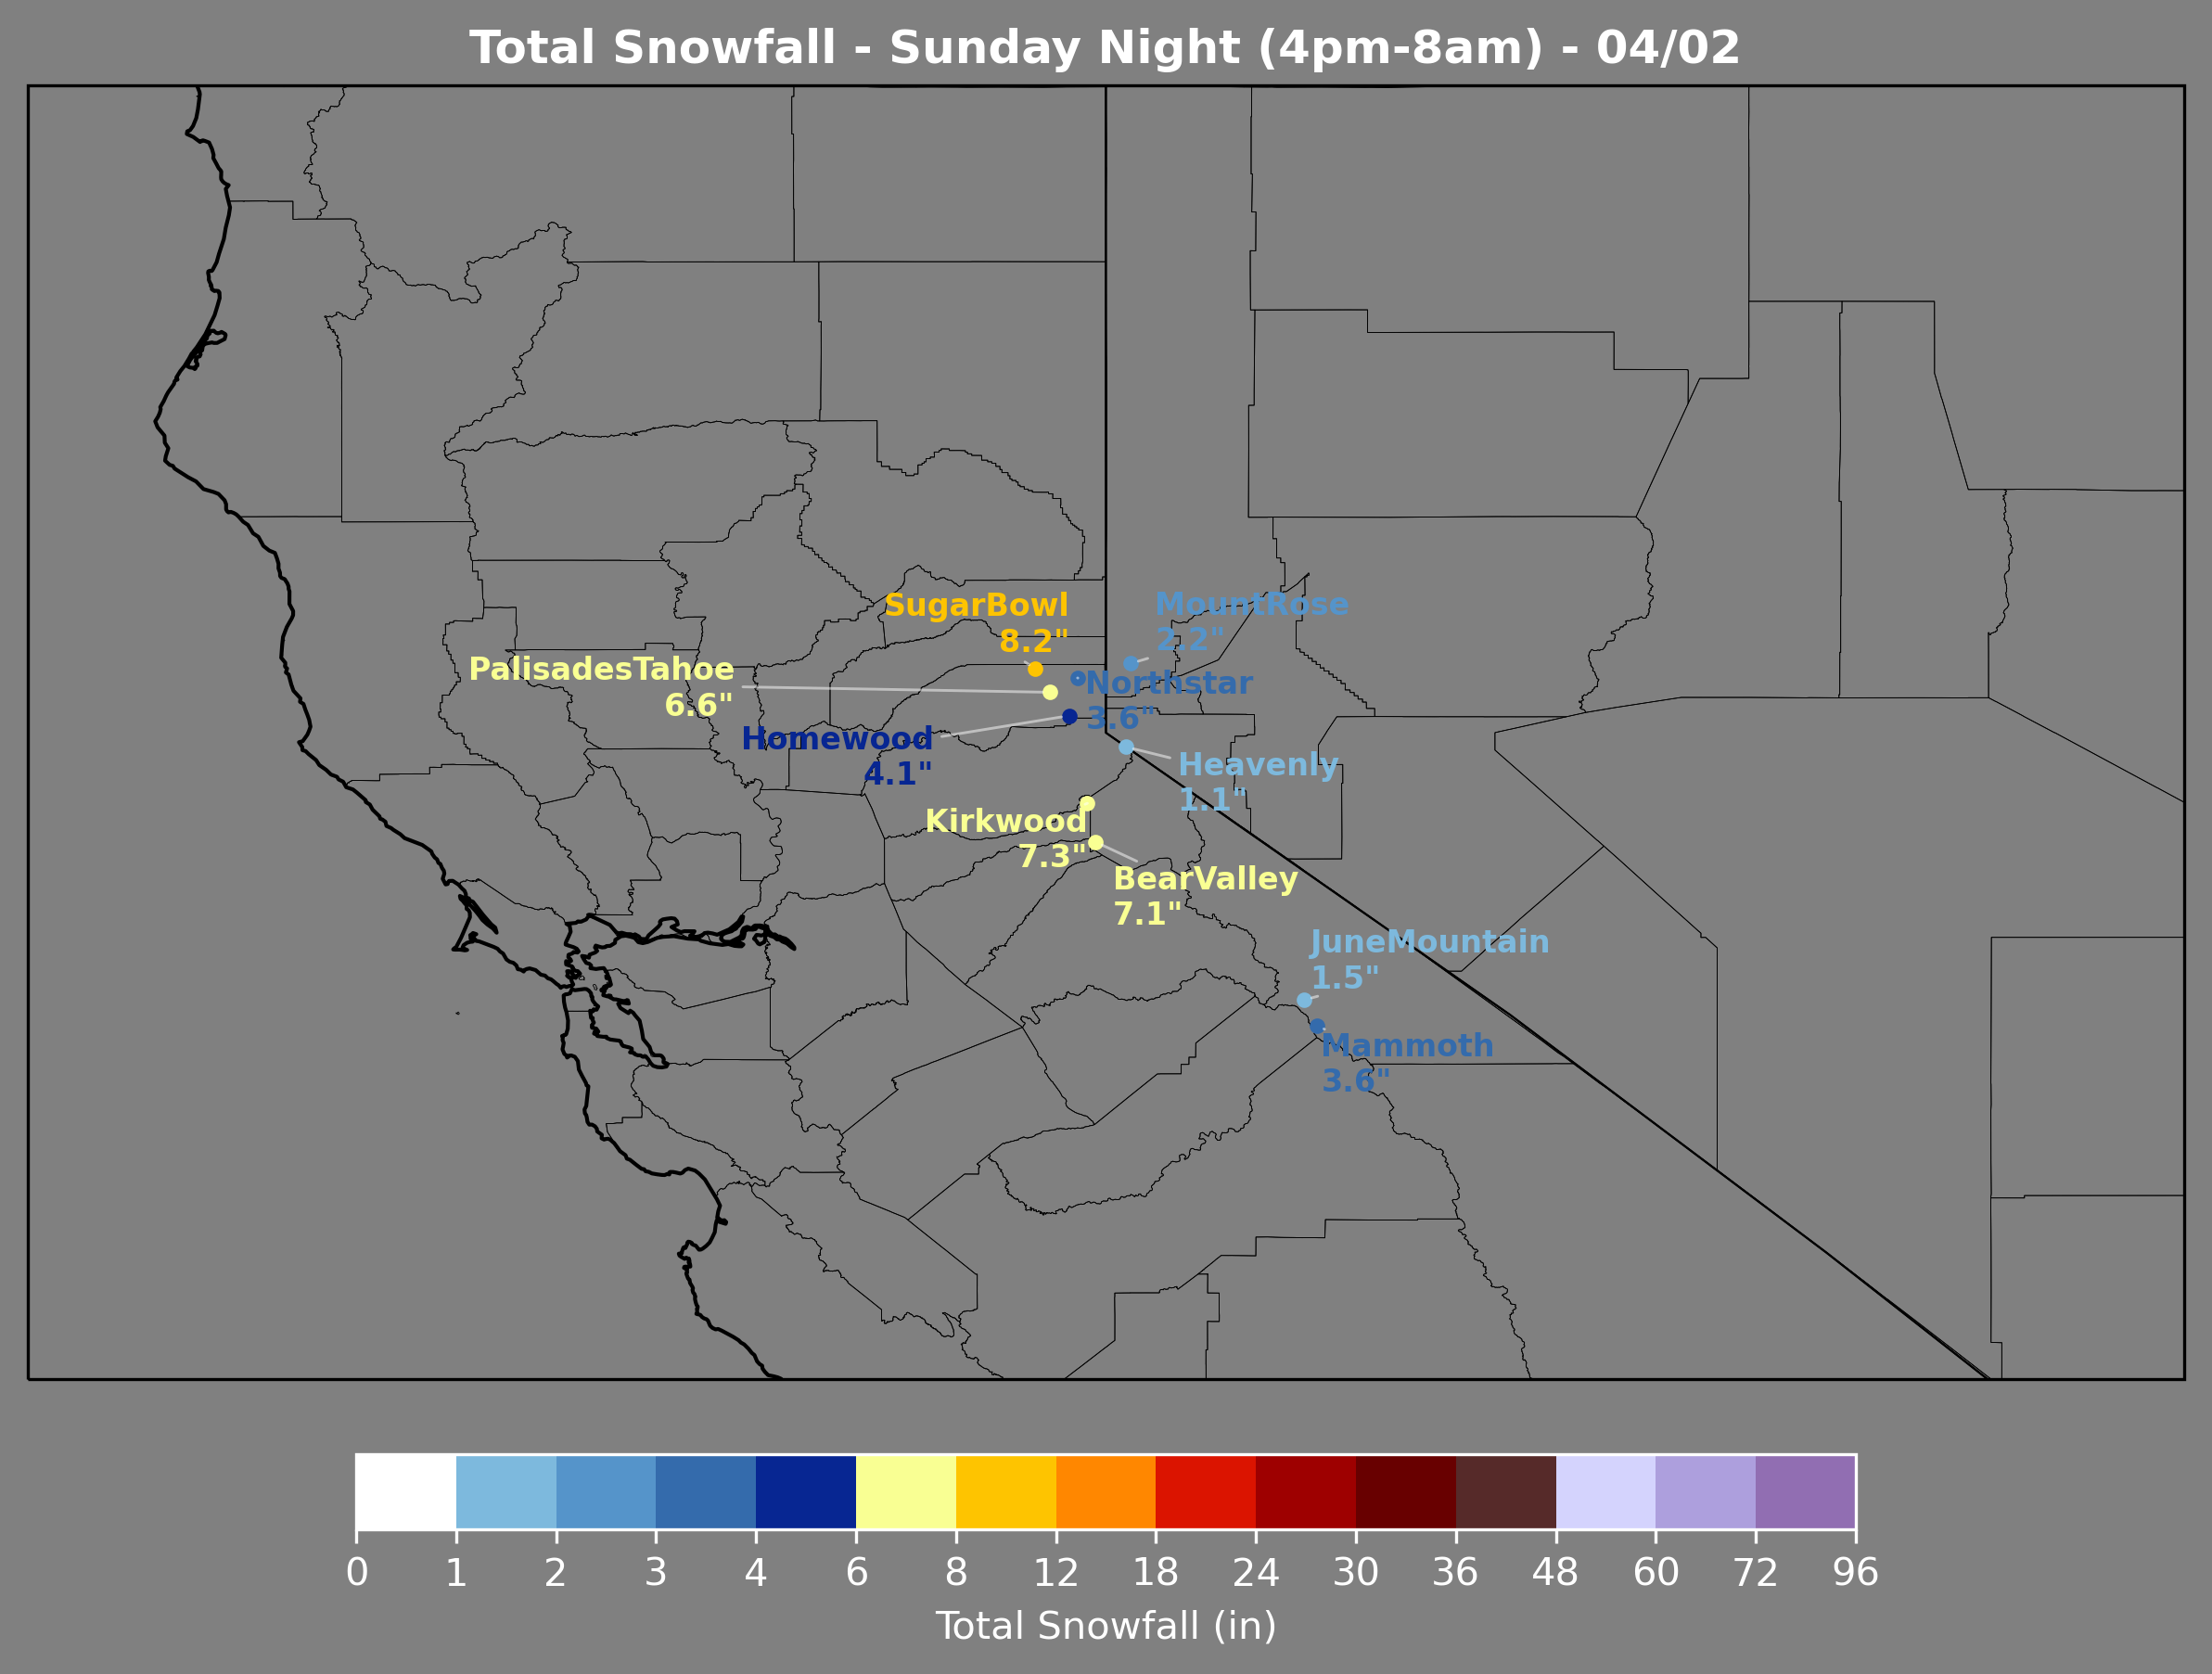 Total Snowfall - Sunday Night (4pm-8am) - 04/02
SugarBowl
8.2"
MountRose
2.2"
PalisadesTahoe
6.6"
Northstar
3.6"
Homewood
4.1"
Heavenly
1.1"
Kirkwood
7.3"
BearValley
7.1"
JuneMountain
1.5"
Mammoth
3.6"
0 1 2 3 4 6 8 12 18 24 30 36 48 60 72 96
Total Snowfall (in)